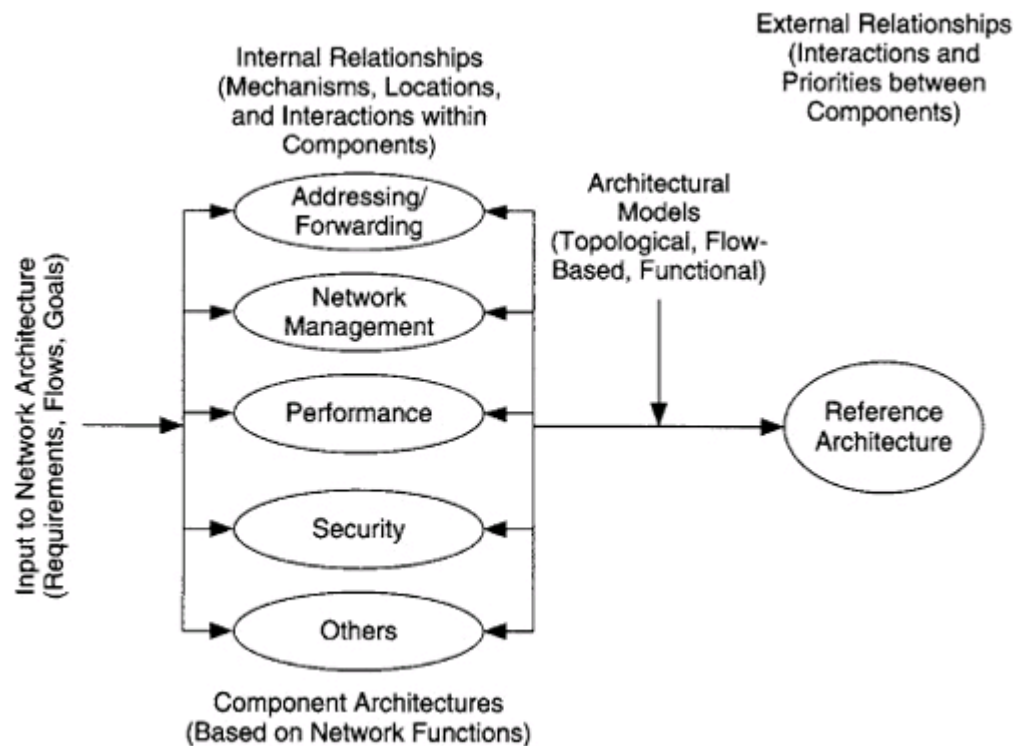 External Relationships
(Interactions and
Priorities between
Components)
Internal Relationships
(Mechanisms, Locations,
and Interactions within
Components)
Architectural
Models
(Topological, Flow-
Based, Functional)
Input to Network Architecture
(Requirements, Flows, Goals)
Addressing/
Forwarding
Network
Management
Performance
Security
Others
Reference
Architecture
Component Architectures
(Based on Network Functions)